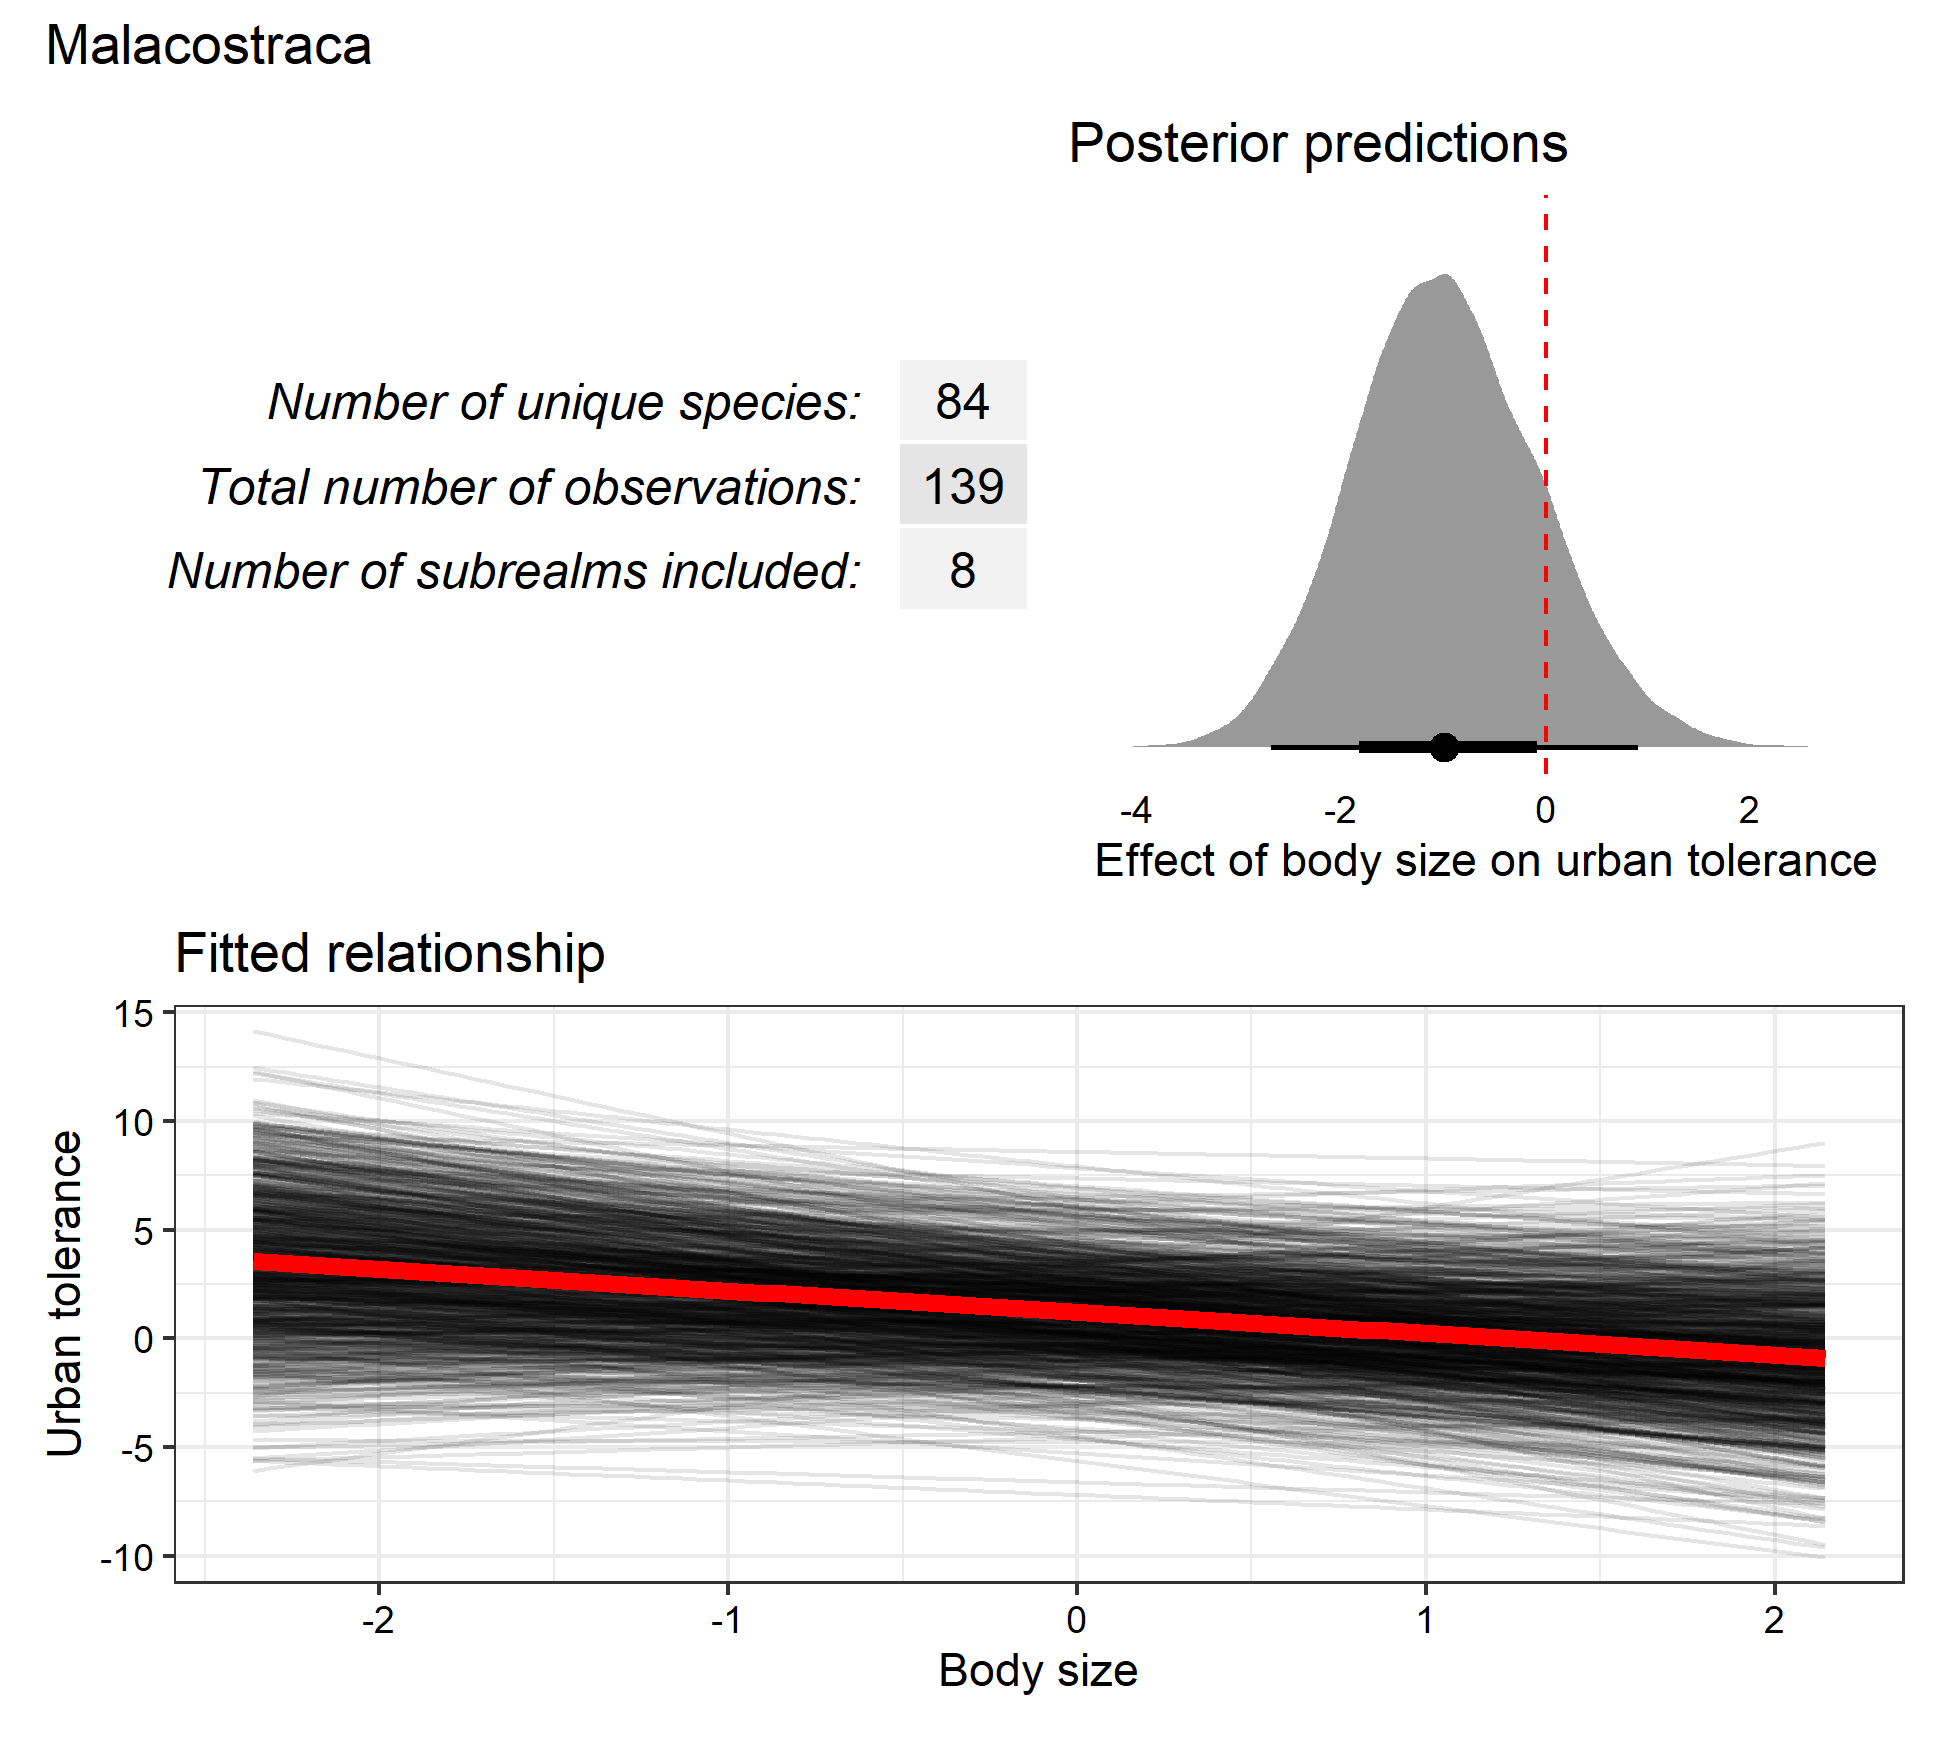 Malacostraca
Posterior predictions
Number of unique species: 84
Total number of observations: 139
Number of subrealms included: 8
-4 -2 0 2
Effect of body size on urban tolerance
Fitted relationship
15
10
5
0
-5
-10
Urban tolerance
-2 -1 0 1 2
Body size